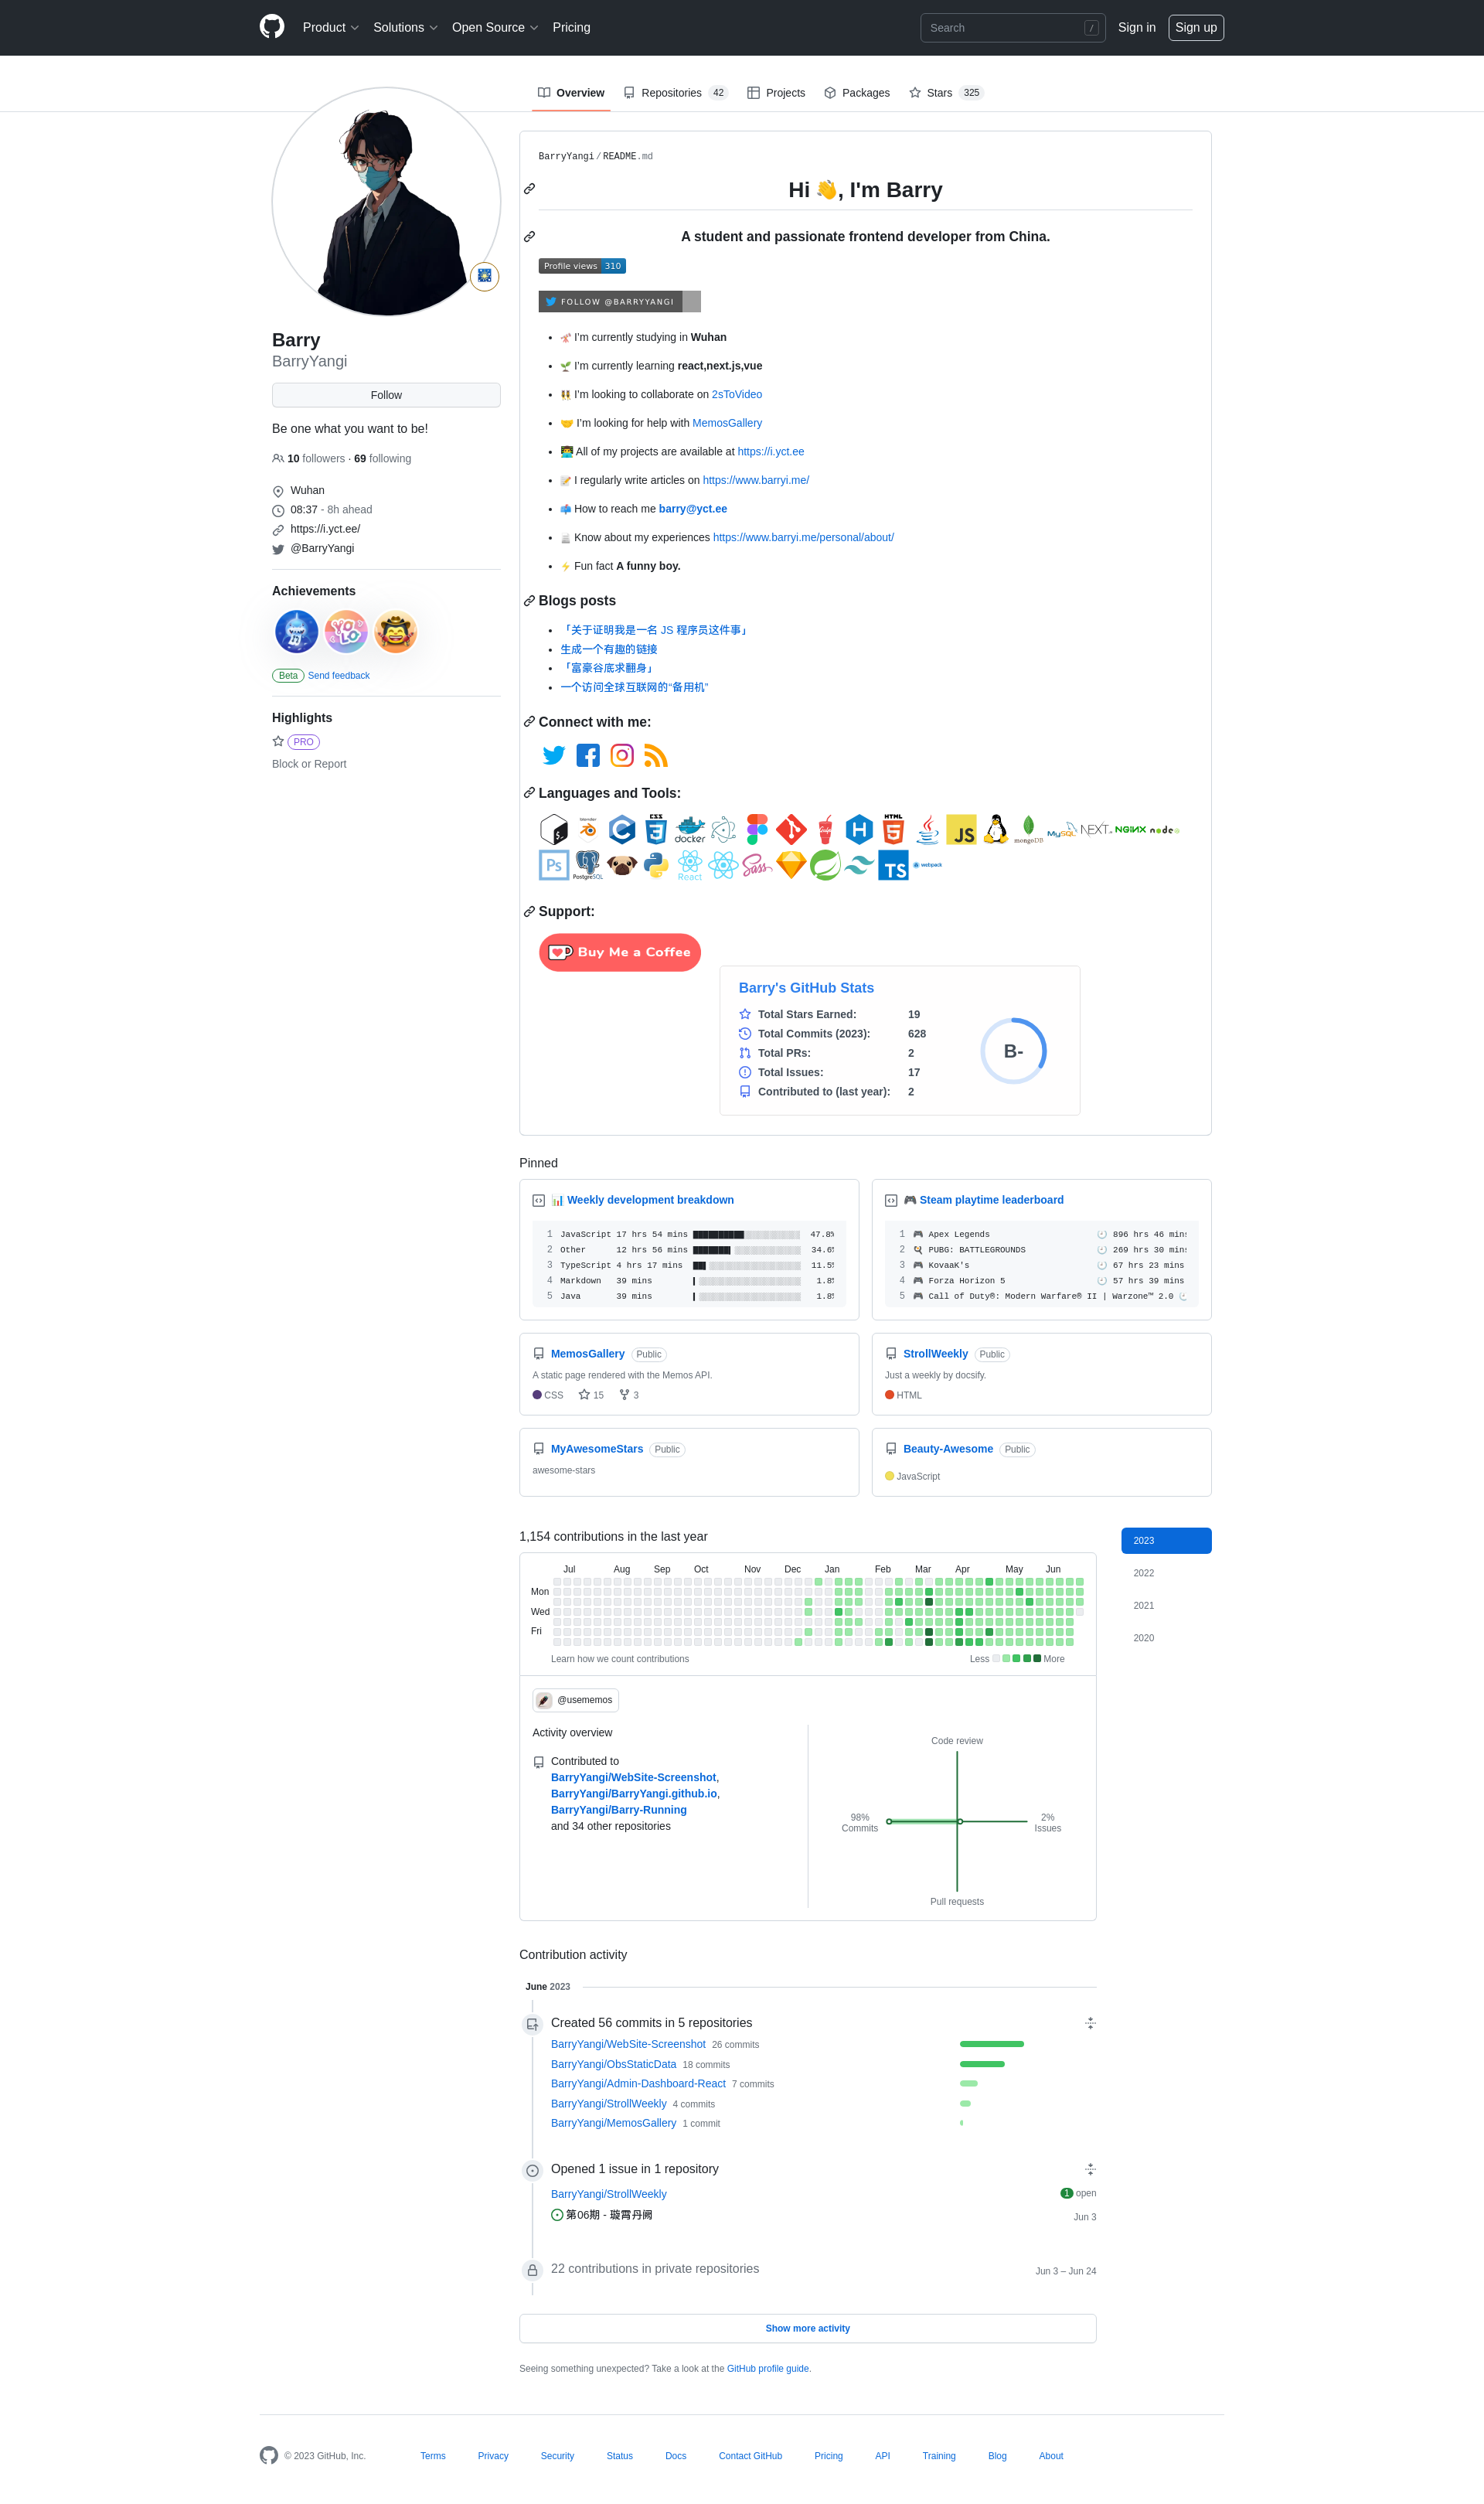 Product Solutions Open Source Pricing Search / Sign in Sign up
Overview Repositories 42 Projects Packages Stars 325
BarryYangi/README.md
Hi 👋, I'm Barry
A student and passionate frontend developer from China.
Profile views 310
FOLLOW @BARRYYANGI
I'm currently studying in Wuhan
I'm currently learning react,next.js,vue
I'm looking to collaborate on 2sToVideo
I'm looking for help with MemosGallery
All of my projects are available at https://i.yct.ee
I regularly write articles on https://www.barryi.me/
How to reach me barry@yct.ee
Know about my experiences https://www.barryi.me/personal/about/
Fun fact A funny boy.
Barry
BarryYangi
Follow
Be one what you want to be!
10 followers · 69 following
Wuhan
08:37 - 8h ahead
https://i.yct.ee/
@BarryYangi
Achievements
YOLO
Beta Send feedback
Highlights
PRO
Block or Report
Blogs posts
「关于证明我是一名 JS 程序员这件事」
生成一个有趣的链接
「富豪谷底求翻身」
一个访问全球互联网的“备用机”
Connect with me:
Languages and Tools:
blender C CSS 3 docker Gulp H HTML 5 Java JS mongoDB MySQL NEXT.JS NGINX node
Ps PostgreSQL React Sass TS webpack
Support:
Buy Me a Coffee
Barry's GitHub Stats
Total Stars Earned: 19
Total Commits (2023): 628
Total PRs: 2
Total Issues: 17
Contributed to (last year): 2
B-
Pinned
📊 Weekly development breakdown
1 JavaScript 17 hrs 54 mins 47.8%
2 Other 12 hrs 56 mins 34.6%
3 TypeScript 4 hrs 17 mins 11.5%
4 Markdown 39 mins 1.8%
5 Java 39 mins 1.8%
🎮 Steam playtime leaderboard
1 🎮 Apex Legends 🕘 896 hrs 46 mins
2 🍳 PUBG: BATTLEGROUNDS 🕘 269 hrs 30 mins
3 🎮 KovaaK's 🕘 67 hrs 23 mins
4 🎮 Forza Horizon 5 🕘 57 hrs 39 mins
5 🎮 Call of Duty®: Modern Warfare® II | Warzone™ 2.0 🕘
MemosGallery Public
A static page rendered with the Memos API.
CSS 15 3
StrollWeekly Public
Just a weekly by docsify.
HTML
MyAwesomeStars Public
awesome-stars
Beauty-Awesome Public
JavaScript
1,154 contributions in the last year
2023
2022
2021
2020
Jul Aug Sep Oct Nov Dec Jan Feb Mar Apr May Jun
Mon
Wed
Fri
Learn how we count contributions Less More
@usememos
Activity overview
Contributed to
BarryYangi/WebSite-Screenshot,
BarryYangi/BarryYangi.github.io,
BarryYangi/Barry-Running
and 34 other repositories
Code review
98%
Commits
2%
Issues
Pull requests
Contribution activity
June 2023
Created 56 commits in 5 repositories
BarryYangi/WebSite-Screenshot 26 commits
BarryYangi/ObsStaticData 18 commits
BarryYangi/Admin-Dashboard-React 7 commits
BarryYangi/StrollWeekly 4 commits
BarryYangi/MemosGallery 1 commit
Opened 1 issue in 1 repository
BarryYangi/StrollWeekly 1 open
第06期 - 璇霄丹阙 Jun 3
22 contributions in private repositories Jun 3 – Jun 24
Show more activity
Seeing something unexpected? Take a look at the GitHub profile guide.
© 2023 GitHub, Inc. Terms Privacy Security Status Docs Contact GitHub Pricing API Training Blog About